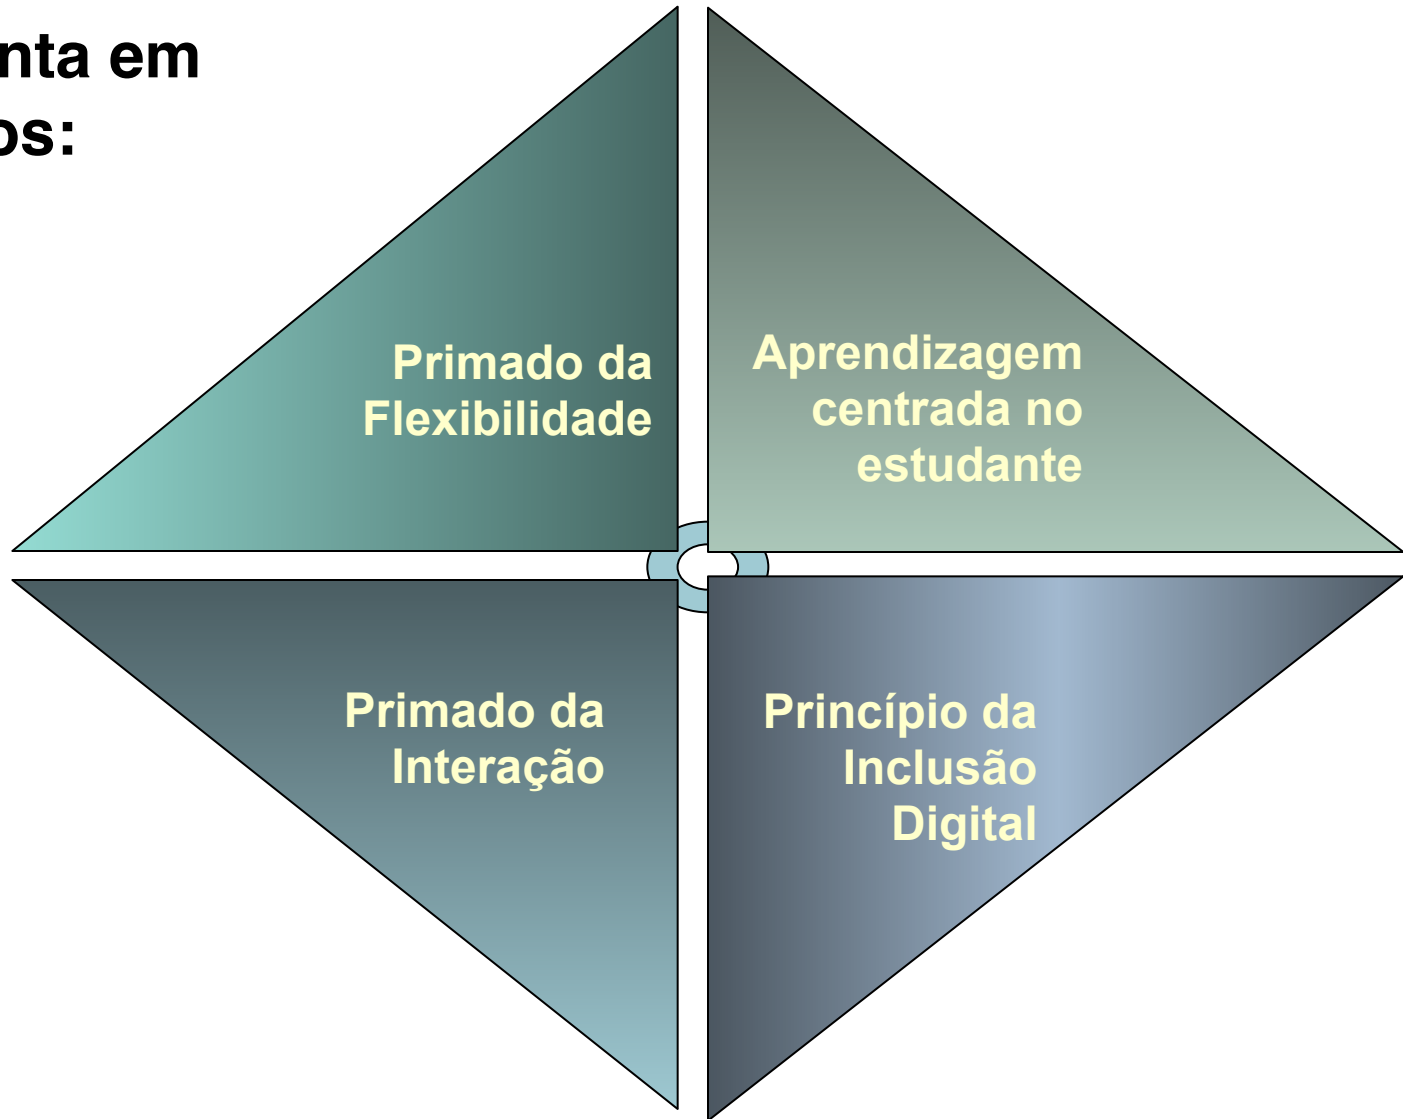 nta em
os:
Primado da
Flexibilidade
Aprendizagem
centrada no
estudante
Primado da
Interação
Princípio da
Inclusão
Digital